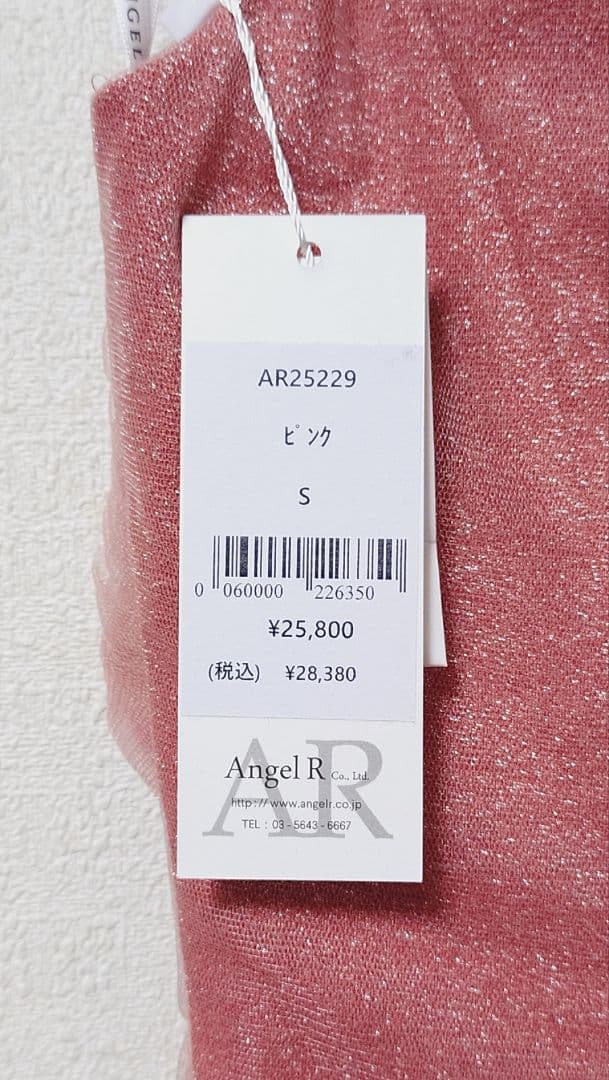 NGEL
AR25229
ﾋﾟﾝｸ
S
0 060000 226350
¥25,800
(税込) ¥28,380
AR
Angel R Co., Ltd.
http://www.angelr.co.jp
TEL : 03-5643-6667